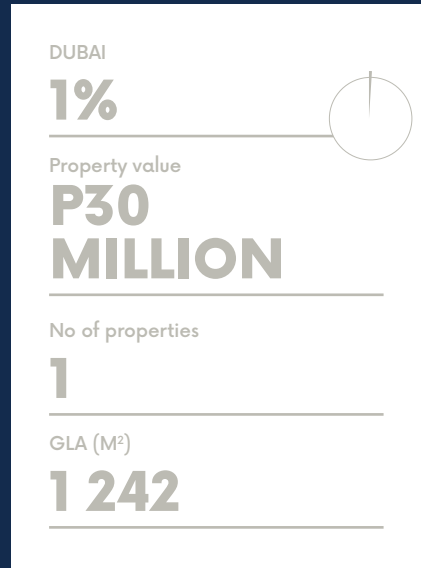 DUBAI
1%
Property value
P30
MILLION
No of properties
1
GLA (M²)
1 242